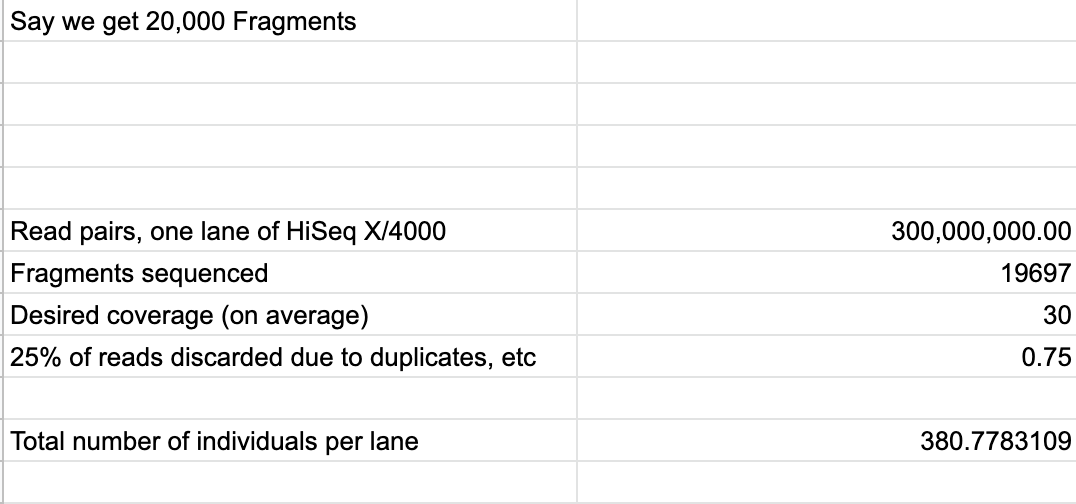 Say we get 20,000 Fragments
Read pairs, one lane of HiSeq X/4000 300,000,000.00
Fragments sequenced 19697
Desired coverage (on average) 30
25% of reads discarded due to duplicates, etc 0.75
Total number of individuals per lane 380.7783109